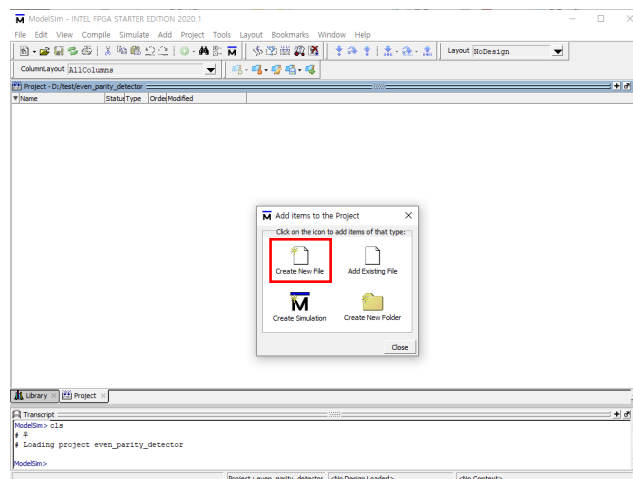 ModelSim - INTEL FPGA STARTER EDITION 2020.1
File Edit View Compile Simulate Add Project Tools Layout Bookmarks Window Help
Layout NoDesign
ColumnLayout AllColumns
Project - D:/test/even_parity_detector
Name Status Type Order Modified
Add items to the Project
Click on the icon to add items of that type:
Create New File Add Existing File
Create Simulation Create New Folder
Close
Library Project
Transcript
ModelSim> cls
# 우
# Loading project even_parity_detector
ModelSim>
Project : even_parity_detector <No Design Loaded> <No Context>